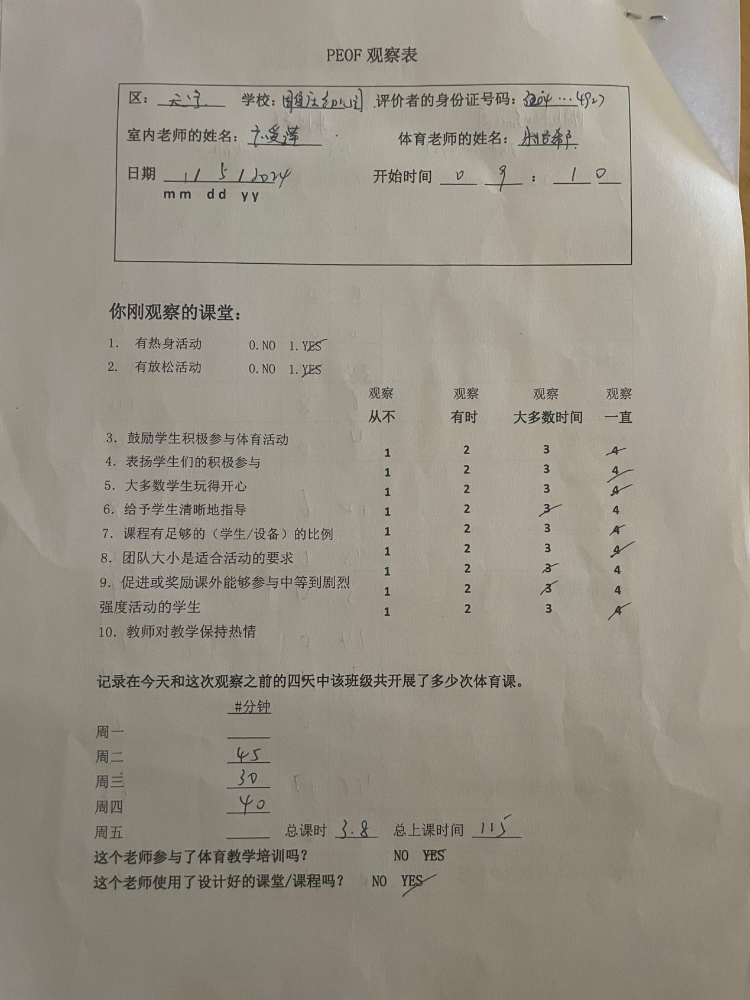 PEOF 观察表
区： 天宁 学校： 幼儿园 评价者的身份证号码： …4927
室内老师的姓名： 体育老师的姓名：
日期 11/5/2024 开始时间 0 9 ： 1 0
mm dd yy
你刚观察的课堂：
1. 有热身活动 0.NO 1.YES
2. 有放松活动 0.NO 1.YES
观察 观察 观察 观察
从不 有时 大多数时间 一直
3. 鼓励学生积极参与体育活动
1 2 3 4
4. 表扬学生们的积极参与
1 2 3 4
5. 大多数学生玩得开心
1 2 3 4
6. 给予学生清晰地指导
1 2 3 4
7. 课程有足够的（学生/设备）的比例
1 2 3 4
8. 团队大小是适合活动的要求
1 2 3 4
9. 促进或奖励课外能够参与中等到剧烈
1 2 3 4
强度活动的学生
1 2 3 4
1 2 3 4
10. 教师对教学保持热情
记录在今天和这次观察之前的四天中该班级共开展了多少次体育课。
#分钟
周一
周二 45
周三 30
周四 40
周五 总课时 3.8 总上课时间 115
这个老师参与了体育教学培训吗？ NO YES
这个老师使用了设计好的课堂/课程吗？ NO YES